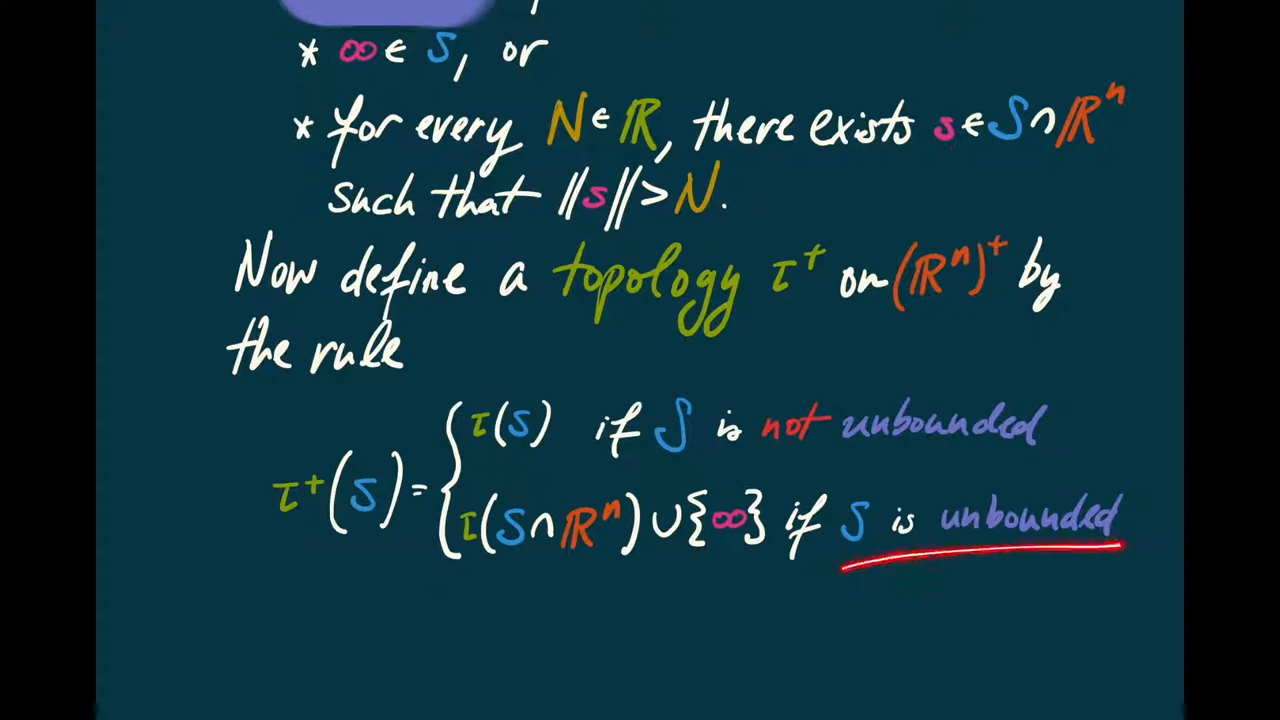 * ∞ ∈ S, or
* for every N ∈ ℝ, there exists s ∈ S ∩ ℝⁿ
such that ||s|| > N.
Now define a topology τ⁺ on (ℝⁿ)⁺ by
the rule
τ(S) if S is not unbounded
τ⁺(S) = {
τ(S ∩ ℝⁿ) ∪ {∞} if S is unbounded